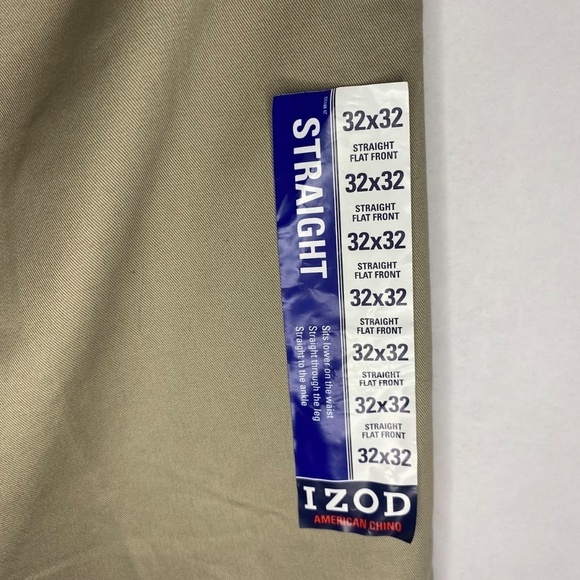 STRAIGHT
Sits lower on the waist
Straight through the leg
Straight to the ankle
32x32
STRAIGHT
FLAT FRONT
32x32
STRAIGHT
FLAT FRONT
32x32
STRAIGHT
FLAT FRONT
32x32
STRAIGHT
FLAT FRONT
32x32
STRAIGHT
FLAT FRONT
32x32
STRAIGHT
FLAT FRONT
32x32
IZOD
AMERICAN CHINO